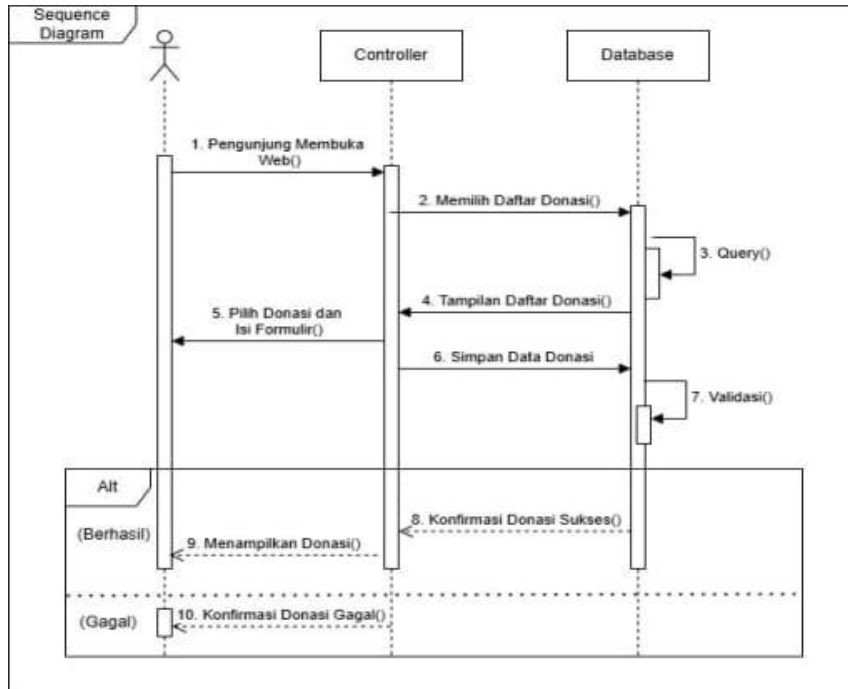 Sequence
Diagram
Controller
Database
1. Pengunjung Membuka
Web()
2. Memilih Daftar Donasi()
3. Query()
4. Tampilan Daftar Donasi()
5. Pilih Donasi dan
Isi Formulir()
6. Simpan Data Donasi
7. Validasi()
Alt
(Berhasil)
8. Konfirmasi Donasi Sukses()
9. Menampilkan Donasi()
(Gagal)
10. Konfirmasi Donasi Gagal()